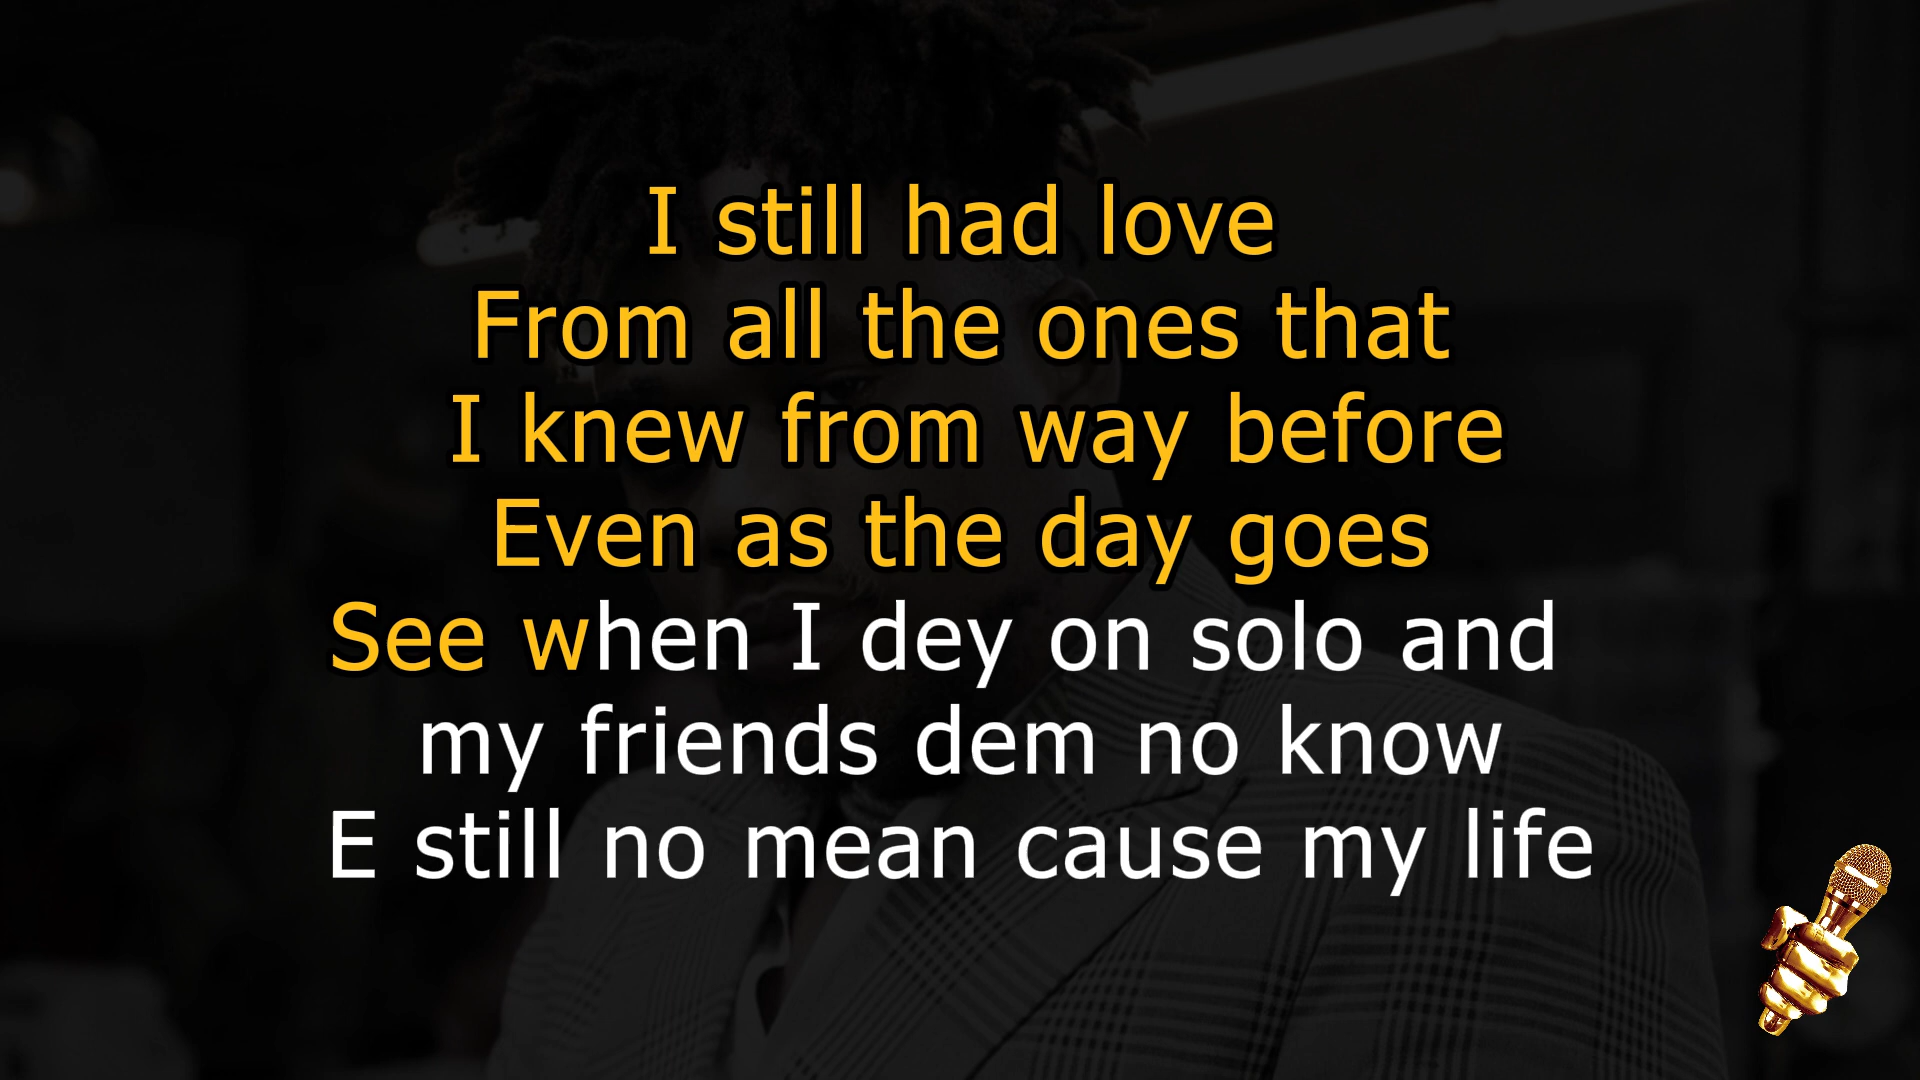 I still had love
From all the ones that
I knew from way before
Even as the day goes
See when I dey on solo and
my friends dem no know
E still no mean cause my life